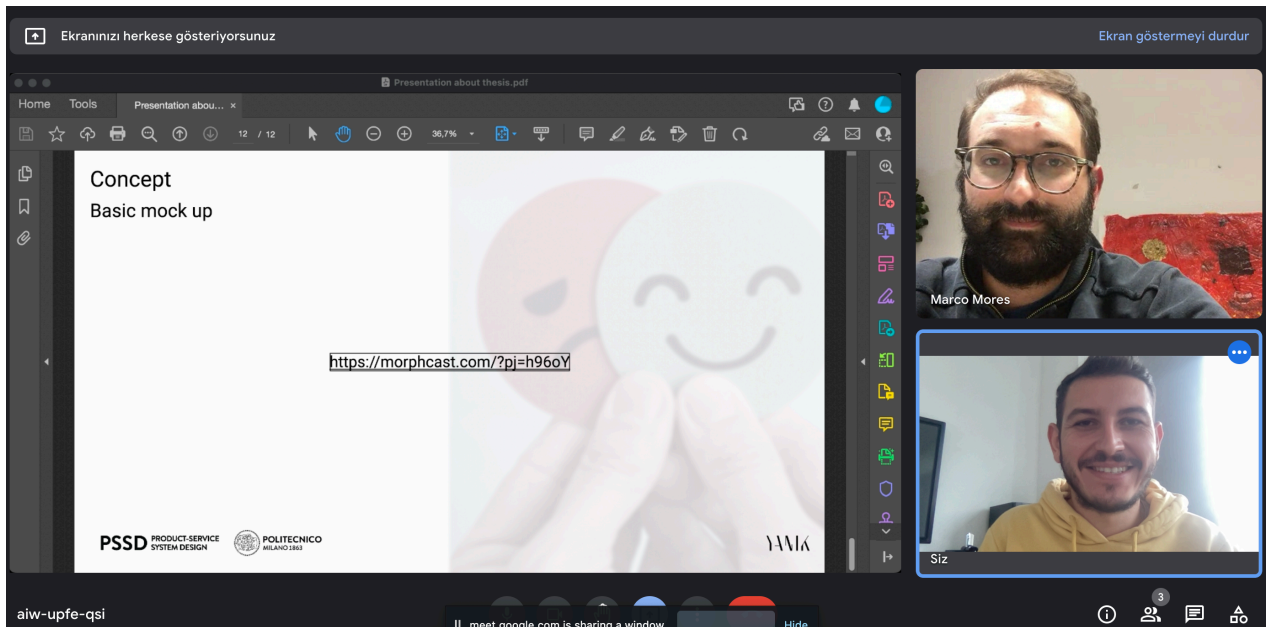 Ekranınızı herkese gösteriyorsunuz
Ekran göstermeyi durdur
Presentation about thesis.pdf
Home Tools Presentation abou... ×
12 / 12
36,7%
Concept
Basic mock up
https://morphcast.com/?pj=h96oY
PSSD PRODUCT-SERVICE
SYSTEM DESIGN
POLITECNICO
MILANO 1863
YANIK
Marco Mores
Siz
3
aiw-upfe-qsi
meet.google.com is sharing a window.
Hide